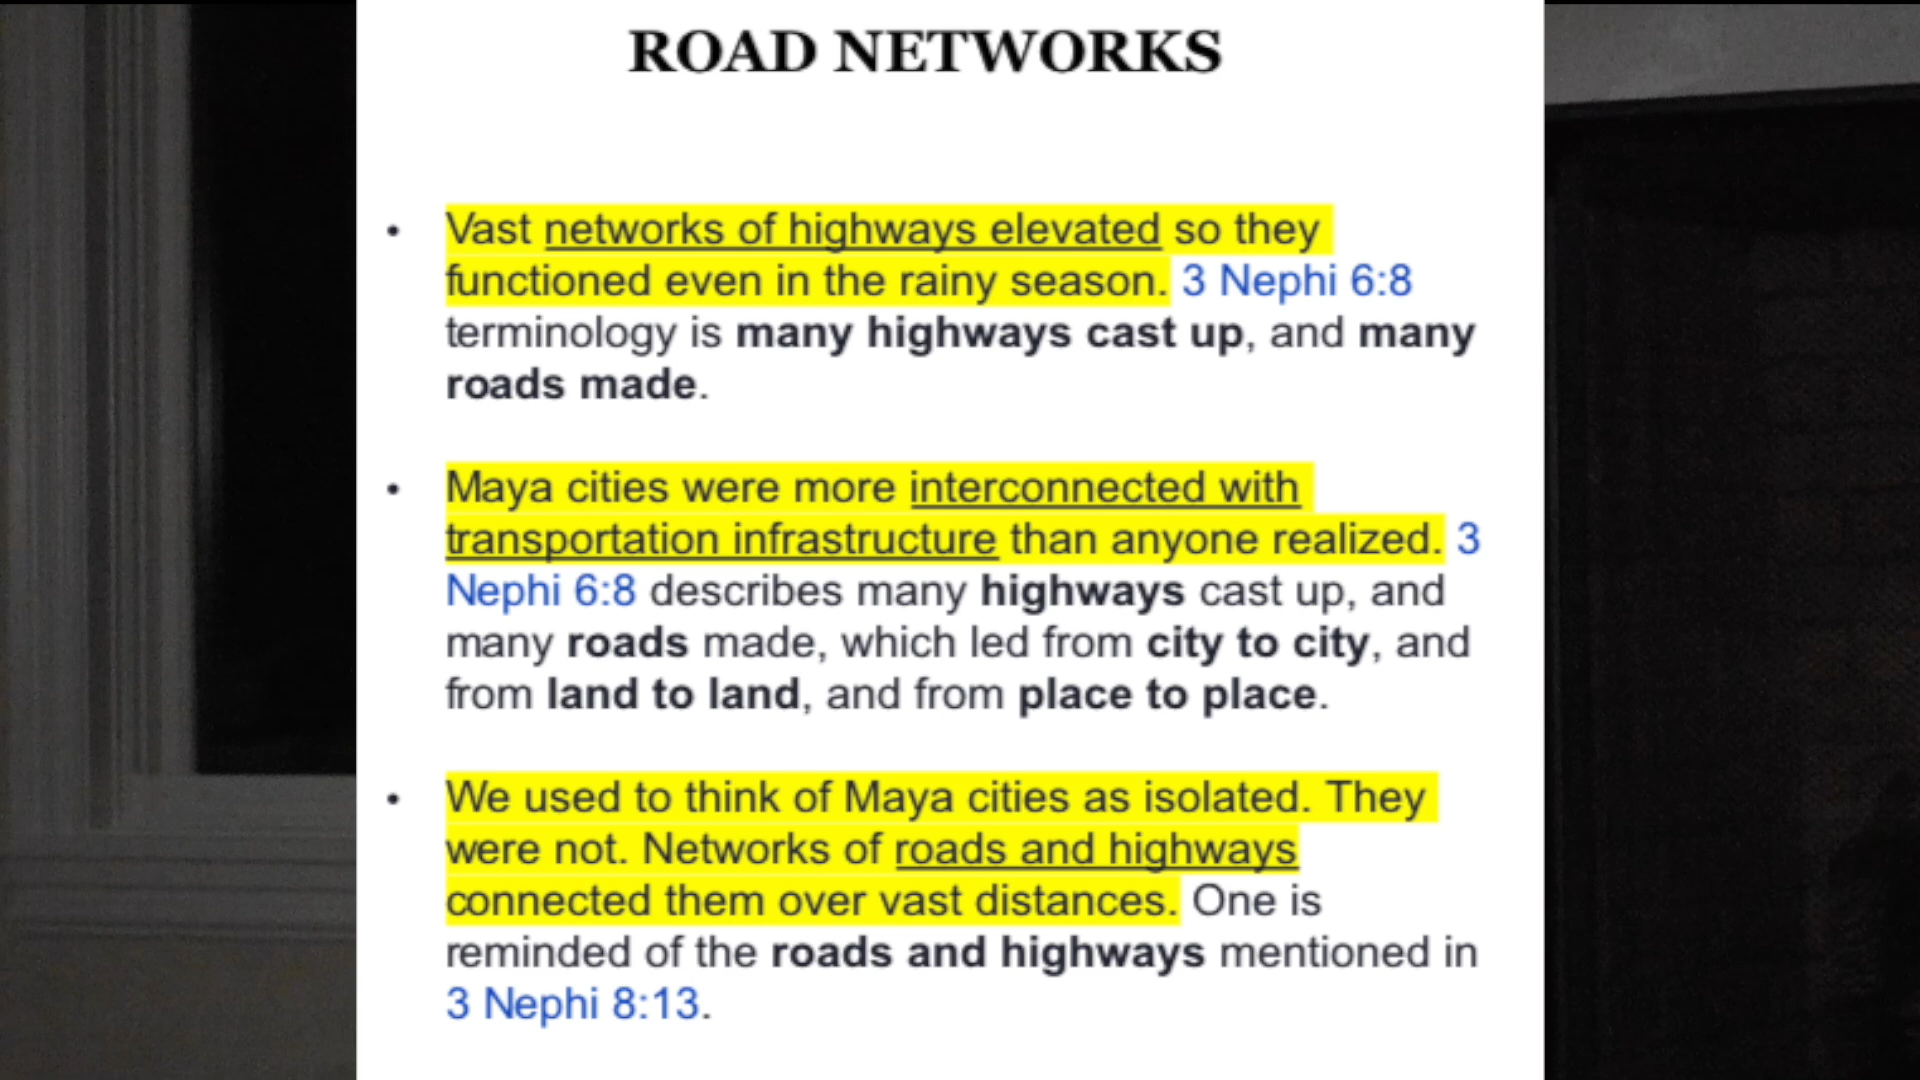 ROAD NETWORKS
• Vast networks of highways elevated so they
functioned even in the rainy season. 3 Nephi 6:8
terminology is many highways cast up, and many
roads made.
• Maya cities were more interconnected with
transportation infrastructure than anyone realized. 3
Nephi 6:8 describes many highways cast up, and
many roads made, which led from city to city, and
from land to land, and from place to place.
• We used to think of Maya cities as isolated. They
were not. Networks of roads and highways
connected them over vast distances. One is
reminded of the roads and highways mentioned in
3 Nephi 8:13.